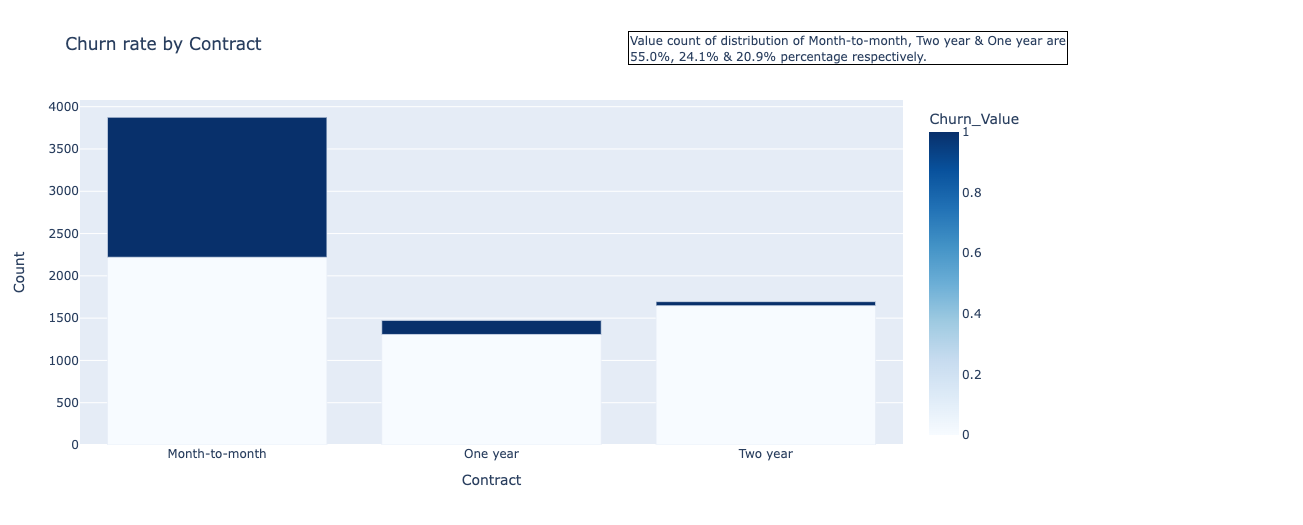 Churn rate by Contract
Value count of distribution of Month-to-month, Two year & One year are
55.0%, 24.1% & 20.9% percentage respectively.
Churn_Value
1
0.8
0.6
0.4
0.2
0
4000
3500
3000
2500
2000
1500
1000
500
0
Count
Month-to-month
One year
Two year
Contract